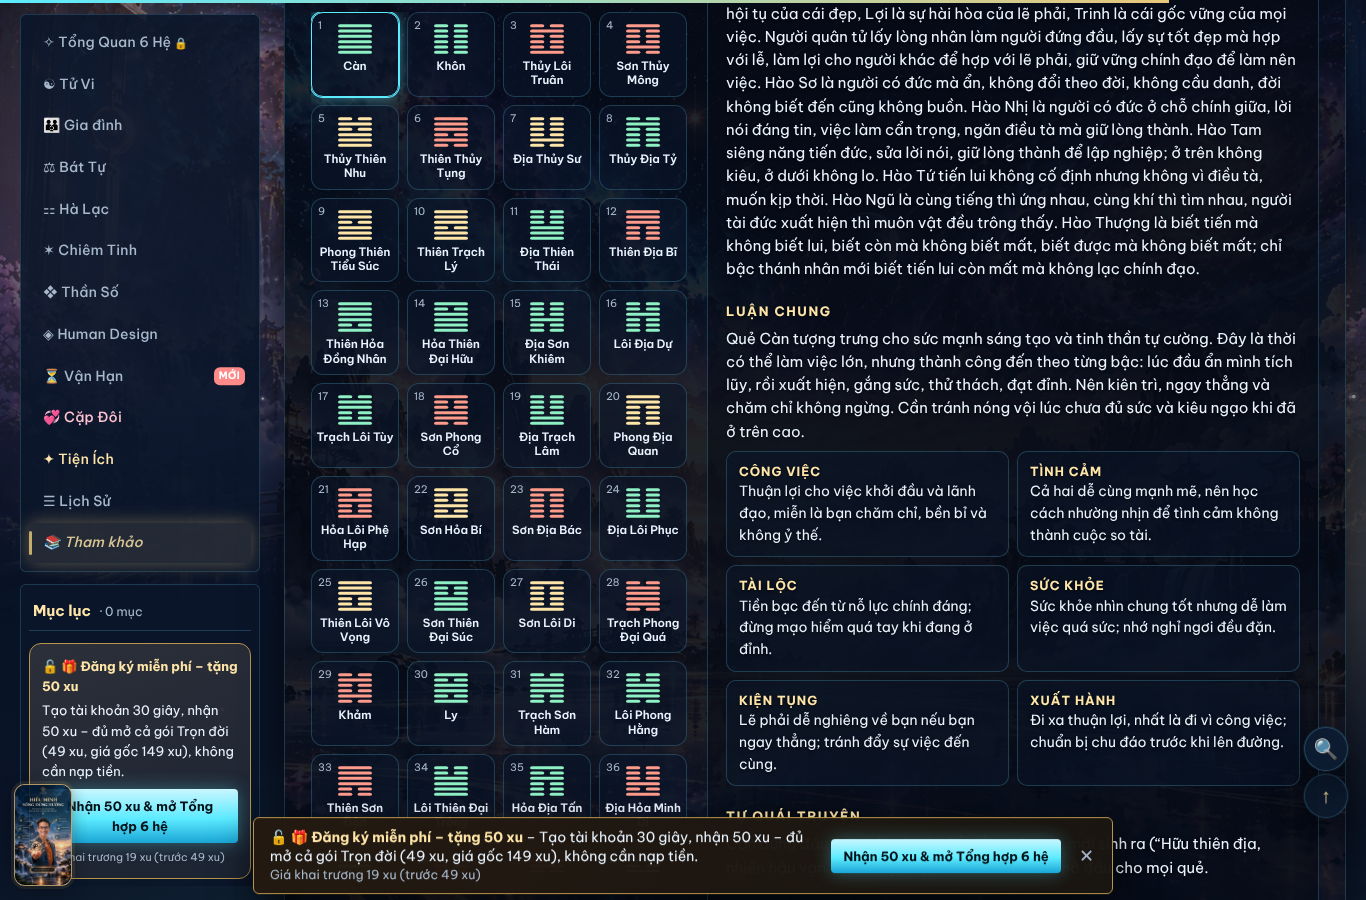 ✧ Tổng Quan 6 Hệ 🔒
☯ Tử Vi
👪 Gia đình
⚖ Bát Tự
⚏ Hà Lạc
✶ Chiêm Tinh
❖ Thần Số
◈ Human Design
⏳ Vận Hạn
MỚI
💞 Cặp Đôi
✦ Tiện Ích
☰ Lịch Sử
📚 Tham khảo
Mục lục · 0 mục
🔓 🎁 Đăng ký miễn phí – tặng
50 xu
Tạo tài khoản 30 giây, nhận
50 xu – đủ mở cả gói Trọn đời
(49 xu, giá gốc 149 xu), không
cần nạp tiền.
Nhận 50 xu & mở Tổng
hợp 6 hệ
khai trương 19 xu (trước 49 xu)
HIỂU MÌNH
1
Càn
2
Khôn
3
Thủy Lôi
Truân
4
Sơn Thủy
Mông
5
Thủy Thiên
Nhu
6
Thiên Thủy
Tụng
7
Địa Thủy Sư
8
Thủy Địa Tỷ
9
Phong Thiên
Tiểu Súc
10
Thiên Trạch
Lý
11
Địa Thiên
Thái
12
Thiên Địa Bĩ
13
Thiên Hỏa
Đồng Nhân
14
Hỏa Thiên
Đại Hữu
15
Địa Sơn
Khiêm
16
Lôi Địa Dự
17
Trạch Lôi Tùy
18
Sơn Phong
Cổ
19
Địa Trạch
Lâm
20
Phong Địa
Quan
21
Hỏa Lôi Phệ
Hạp
22
Sơn Hỏa Bí
23
Sơn Địa Bác
24
Địa Lôi Phục
25
Thiên Lôi Vô
Vọng
26
Sơn Thiên
Đại Súc
27
Sơn Lôi Di
28
Trạch Phong
Đại Quá
29
Khảm
30
Ly
31
Trạch Sơn
Hàm
32
Lôi Phong
Hằng
33
Thiên Sơn
34
Lôi Thiên Đại
35
Hỏa Địa Tấn
36
Địa Hỏa Minh
hội tụ của cái đẹp, Lợi là sự hài hòa của lẽ phải, Trinh là cái gốc vững của mọi
việc. Người quân tử lấy lòng nhân làm người đứng đầu, lấy sự tốt đẹp mà hợp
với lễ, làm lợi cho người khác để hợp với lẽ phải, giữ vững chính đạo để làm nên
việc. Hào Sơ là người có đức mà ẩn, không đổi theo đời, không cầu danh, đời
không biết đến cũng không buồn. Hào Nhị là người có đức ở chỗ chính giữa, lời
nói đáng tin, việc làm cẩn trọng, ngăn điều tà mà giữ lòng thành. Hào Tam
siêng năng tiến đức, sửa lời nói, giữ lòng thành để lập nghiệp; ở trên không
kiêu, ở dưới không lo. Hào Tứ tiến lui không cố định nhưng không vì điều tà,
muốn kịp thời. Hào Ngũ là cùng tiếng thì ứng nhau, cùng khí thì tìm nhau, người
tài đức xuất hiện thì muôn vật đều trông thấy. Hào Thượng là biết tiến mà
không biết lui, biết còn mà không biết mất, biết được mà không biết mất; chỉ
bậc thánh nhân mới biết tiến lui còn mất mà không lạc chính đạo.
LUẬN CHUNG
Quẻ Càn tượng trưng cho sức mạnh sáng tạo và tinh thần tự cường. Đây là thời
có thể làm việc lớn, nhưng thành công đến theo từng bậc: lúc đầu ẩn mình tích
lũy, rồi xuất hiện, gắng sức, thử thách, đạt đỉnh. Nên kiên trì, ngay thẳng và
chăm chỉ không ngừng. Cần tránh nóng vội lúc chưa đủ sức và kiêu ngạo khi đã
ở trên cao.
CÔNG VIỆC
Thuận lợi cho việc khởi đầu và lãnh
đạo, miễn là bạn chăm chỉ, bền bỉ và
không ỷ thế.
TÌNH CẢM
Cả hai dễ cùng mạnh mẽ, nên học
cách nhường nhịn để tình cảm không
thành cuộc so tài.
TÀI LỘC
Tiền bạc đến từ nỗ lực chính đáng;
đừng mạo hiểm quá tay khi đang ở
đỉnh.
SỨC KHỎE
Sức khỏe nhìn chung tốt nhưng dễ làm
việc quá sức; nhớ nghỉ ngơi đều đặn.
KIỆN TỤNG
Lẽ phải dễ nghiêng về bạn nếu bạn
ngay thẳng; tránh đẩy sự việc đến
cùng.
XUẤT HÀNH
Đi xa thuận lợi, nhất là đi vì công việc;
chuẩn bị chu đáo trước khi lên đường.
TỰ QUÁI TRUYỆN
nh ra (“Hữu thiên địa,
cho mọi quẻ.
🔓 🎁 Đăng ký miễn phí – tặng 50 xu – Tạo tài khoản 30 giây, nhận 50 xu – đủ
mở cả gói Trọn đời (49 xu, giá gốc 149 xu), không cần nạp tiền.
Giá khai trương 19 xu (trước 49 xu)
Nhận 50 xu & mở Tổng hợp 6 hệ
✕
🔍
↑